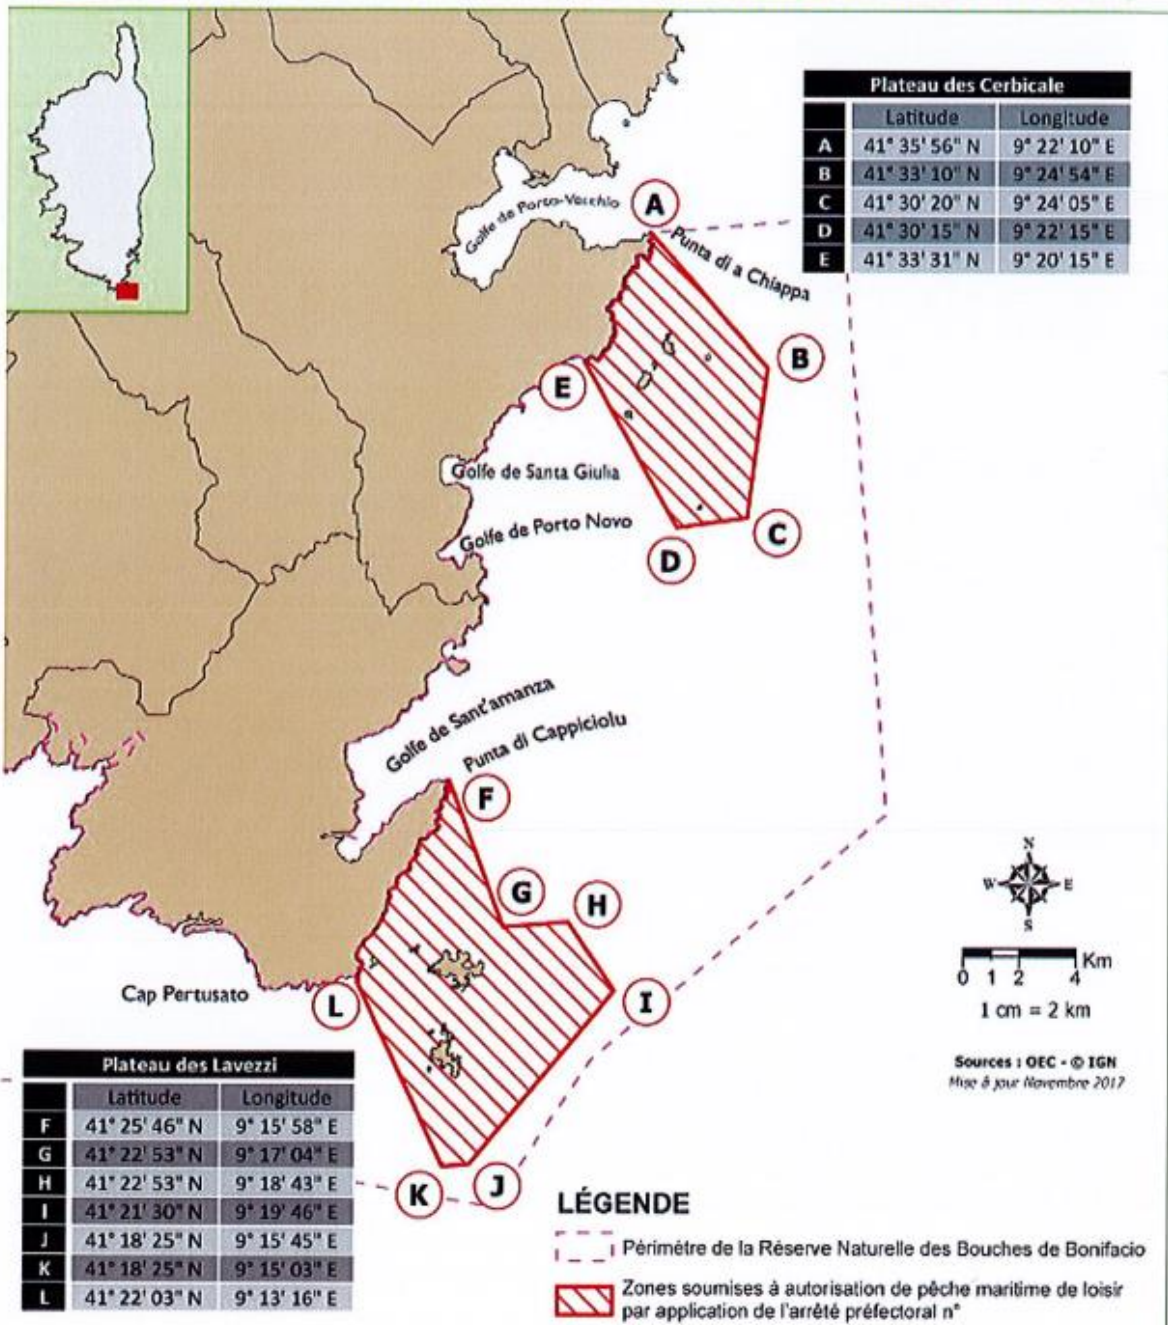 Plateau des Cerbicale
Latitude Longitude
A 41° 35' 56" N 9° 22' 10" E
B 41° 33' 10" N 9° 24' 54" E
C 41° 30' 20" N 9° 24' 05" E
D 41° 30' 15" N 9° 22' 15" E
E 41° 33' 31" N 9° 20' 15" E
Golfe de Porto-Vecchio
A
Punta di a Chiappa
B
E
Golfe de Santa Giulia
Golfe de Porto Novo
C
D
Golfe de Sant'amanza
Punta di Cappiciolu
F
G
H
I
Cap Pertusato
L
K
J
N
W E
S
0 1 2 4 Km
1 cm = 2 km
Sources : OEC - © IGN
Mise à jour Novembre 2017
Plateau des Lavezzi
Latitude Longitude
F 41° 25' 46" N 9° 15' 58" E
G 41° 22' 53" N 9° 17' 04" E
H 41° 22' 53" N 9° 18' 43" E
I 41° 21' 30" N 9° 19' 46" E
J 41° 18' 25" N 9° 15' 45" E
K 41° 18' 25" N 9° 15' 03" E
L 41° 22' 03" N 9° 13' 16" E
LÉGENDE
Périmètre de la Réserve Naturelle des Bouches de Bonifacio
Zones soumises à autorisation de pêche maritime de loisir
par application de l'arrêté préfectoral n°